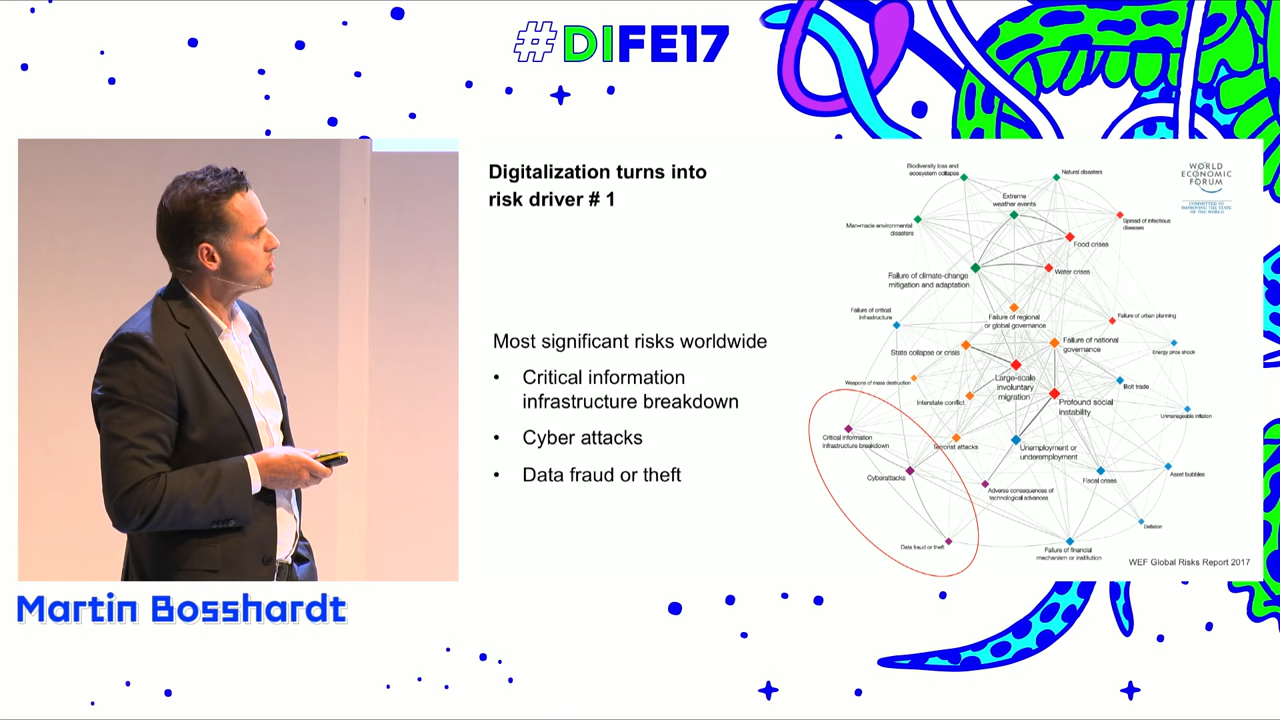 #DIFE17
Digitalization turns into
risk driver # 1
Most significant risks worldwide
• Critical information
infrastructure breakdown
• Cyber attacks
• Data fraud or theft
WORLD
ECONOMIC
FORUM
COMMITTED TO
IMPROVING THE STATE
OF THE WORLD
Biodiversity loss and
ecosystem collapse
Natural disasters
Extreme
weather events
Man-made environmental
disasters
Spread of infectious
diseases
Food crises
Failure of climate-change
mitigation and adaptation
Water crises
Failure of critical
infrastructure
Failure of regional
or global governance
Failure of urban planning
State collapse or crisis
Failure of national
governance
Energy price shock
Weapons of mass destruction
Large-scale
involuntary
migration
Illicit trade
Interstate conflict
Profound social
instability
Unmanageable inflation
Critical information
infrastructure breakdown
Terrorist attacks
Unemployment or
underemployment
Cyberattacks
Fiscal crises
Asset bubbles
Adverse consequences of
technological advances
Deflation
Data fraud or theft
Failure of financial
mechanism or institution
WEF Global Risks Report 2017
Martin Bosshardt